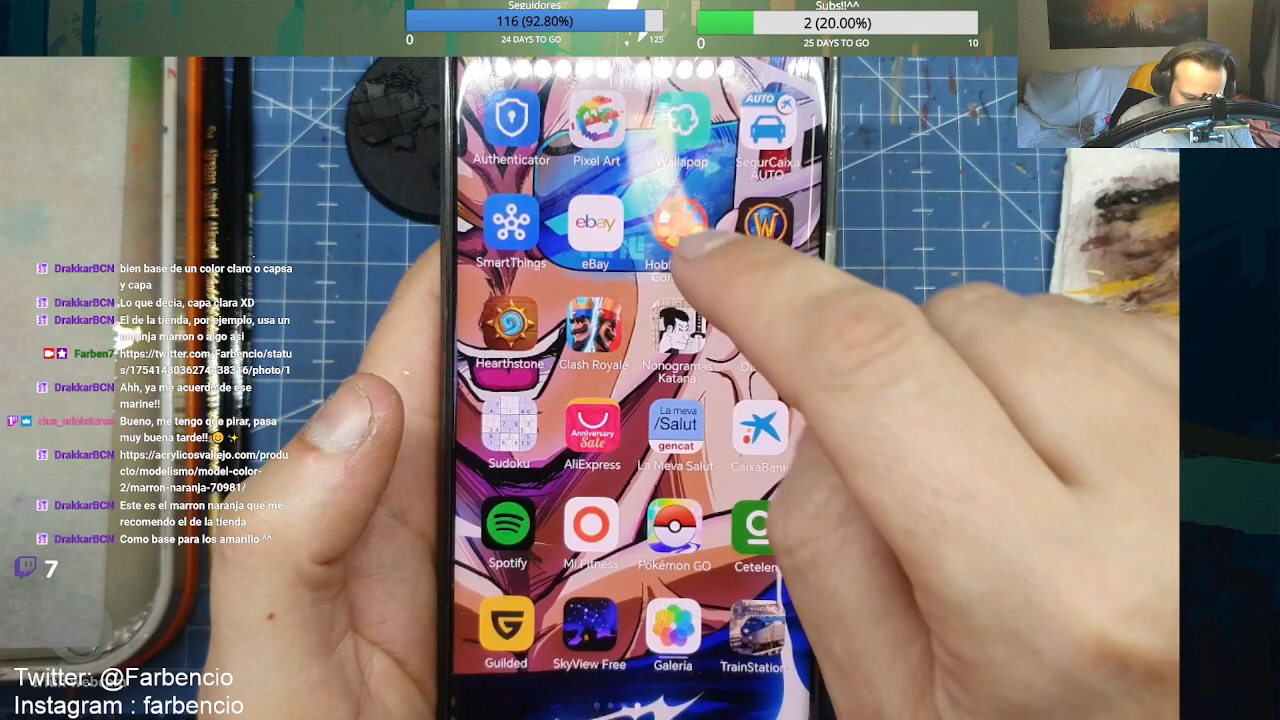 Seguidores
116 (92.80%)
0
24 DAYS TO GO
125
Subs!!^^
2 (20.00%)
0
25 DAYS TO GO
10
AUTO
Authenticator
Pixel Art
Wallapop
SegurCaixa
AUTO
ebay
W
SmartThings
eBay
Hearthstone
Clash Royale
Nonogramas
Katana
Anniversary
Sale
La meva
/Salut
gencat
Sudoku
AliExpress
La Meva Salut
CaixaBank
Spotify
Mi Fitness
Pokémon GO
Cetelem
Guilded
SkyView Free
Galería
TrainStation
DrakkarBCN bien base de un color claro o capsa
y capa
DrakkarBCN Lo que decia, capa clara XD
DrakkarBCN El de la tienda, por ejemplo, usa un
naranja marron o algo asi
Farben7 https://twitter.com/Farbencio/statu
DrakkarBCN Ahh, ya me acuerdo de ese
marine!!
Bueno, me tengo que pirar, pasa
muy buena tarde!!
DrakkarBCN https://acrylicosvallejo.com/produ
cto/modelismo/model-color-
2/marron-naranja-70981/
DrakkarBCN Este es el marron naranja que me
recomendo el de la tienda
DrakkarBCN Como base para los amarillo ^^
7
Twitter: @Farbencio
Instagram : farbencio